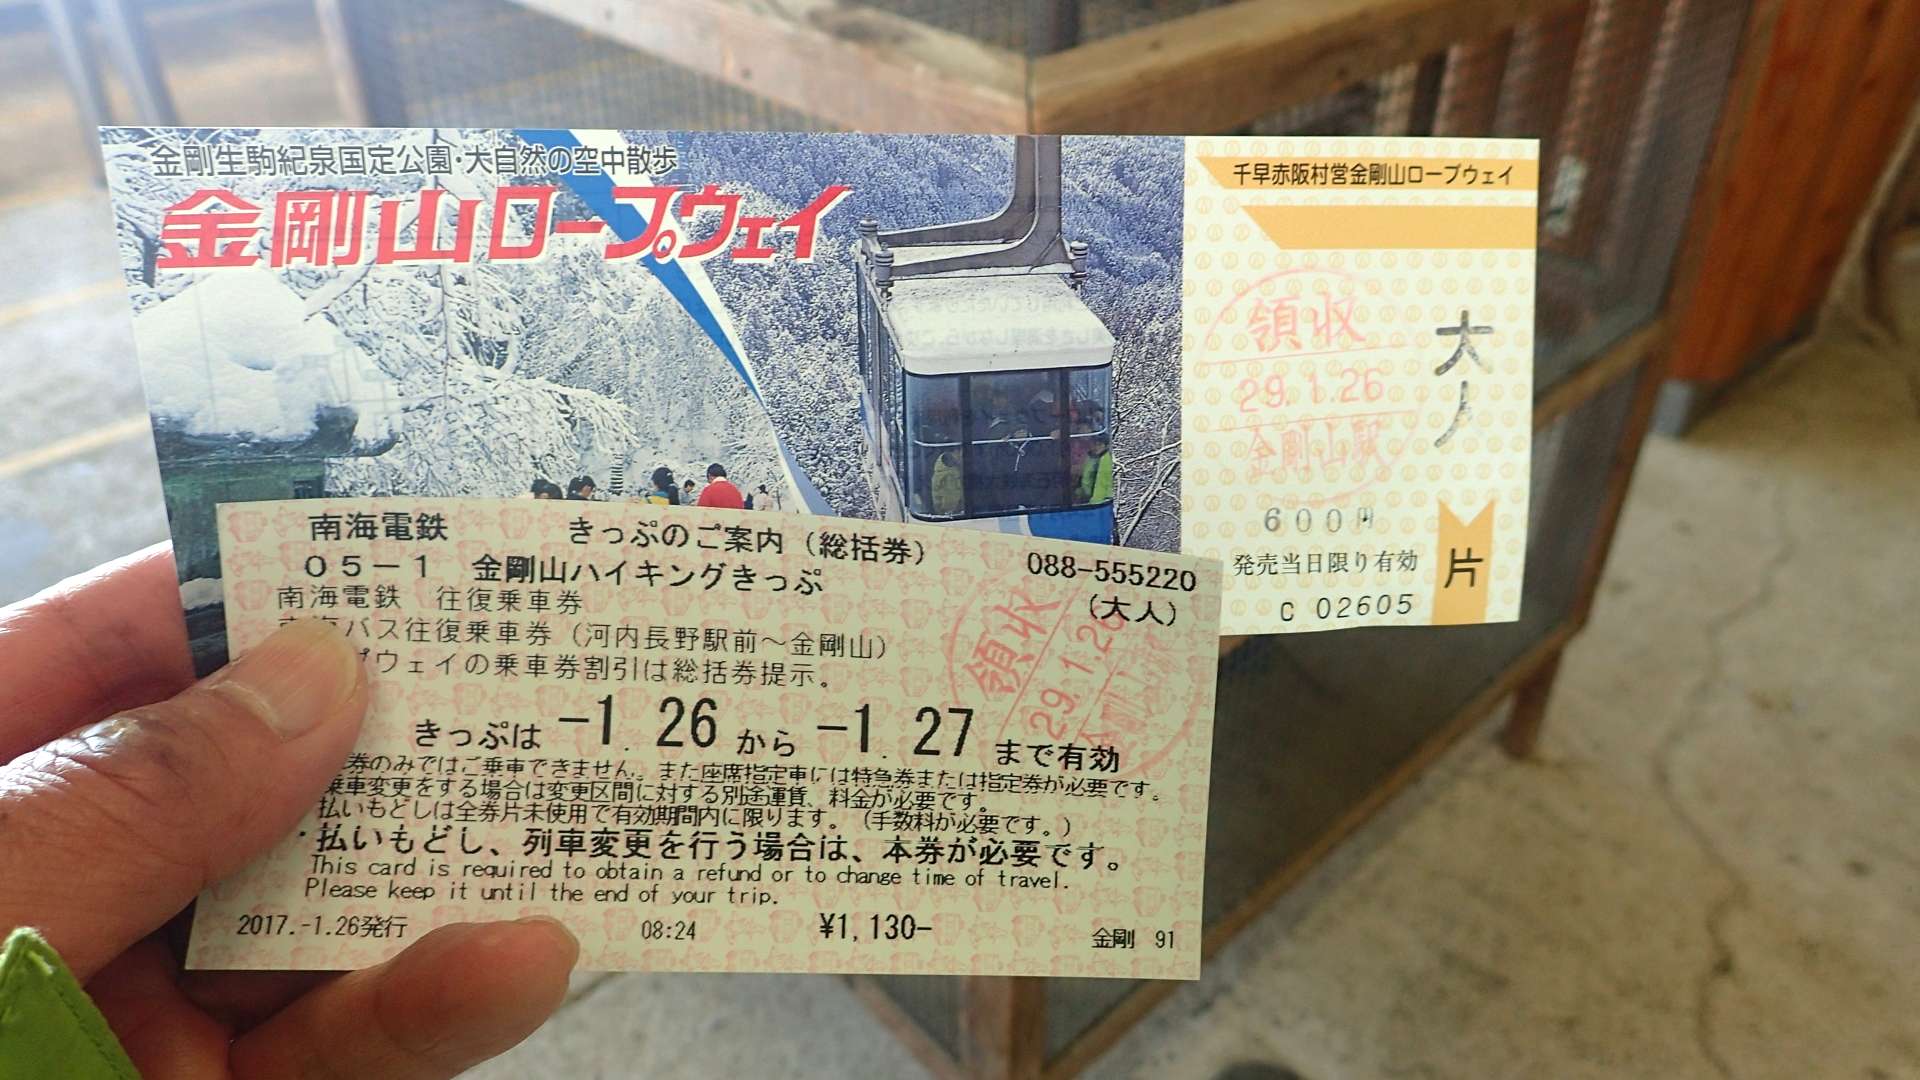 金剛生駒紀泉国定公園・大自然の空中散歩
金剛山ロープウェイ
千早赤阪村営金剛山ロープウェイ
領収
29.1.26
金剛山駅
大人
600円
発売当日限り有効
片
C 02605
南海電鉄 きっぷのご案内(総括券)
05-1 金剛山ハイキングきっぷ
088-555220
(大人)
南海電鉄 往復乗車券
南海バス往復乗車券(河内長野駅前~金剛山)
プウェイの乗車券割引は総括券提示。
領収
29.1.26
きっぷは -1.26 から -1.27 まで有効
券のみではご乗車できません。また座席指定車には特急券または指定券が必要です。
乗車変更をする場合は変更区間に対する別途運賃、料金が必要です。
払いもどしは全券片未使用で有効期間内に限ります。(手数料が必要です。)
・払いもどし、列車変更を行う場合は、本券が必要です。
This card is required to obtain a refund or to change time of travel.
Please keep it until the end of your trip.
2017.-1.26発行 08:24 ¥1,130- 金剛 91